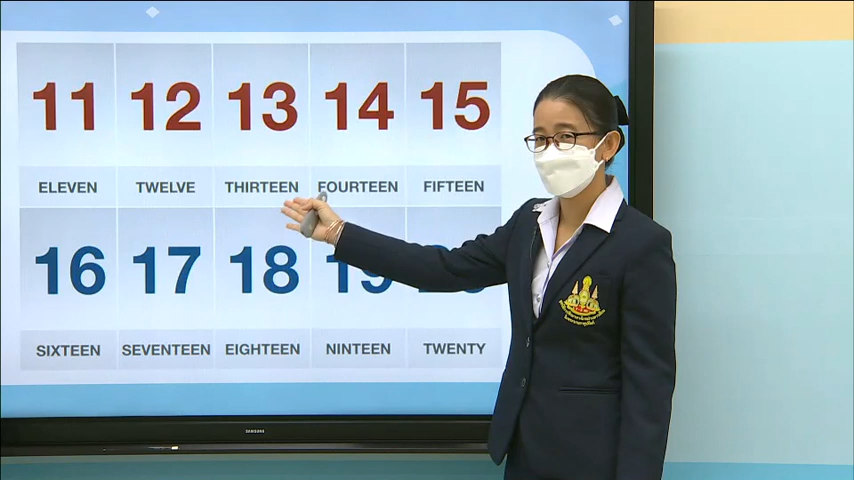 11 12 13 14 15
ELEVEN TWELVE THIRTEEN FOURTEEN FIFTEEN
16 17 18 19
SIXTEEN SEVENTEEN EIGHTEEN NINTEEN TWENTY
SAMSUNG